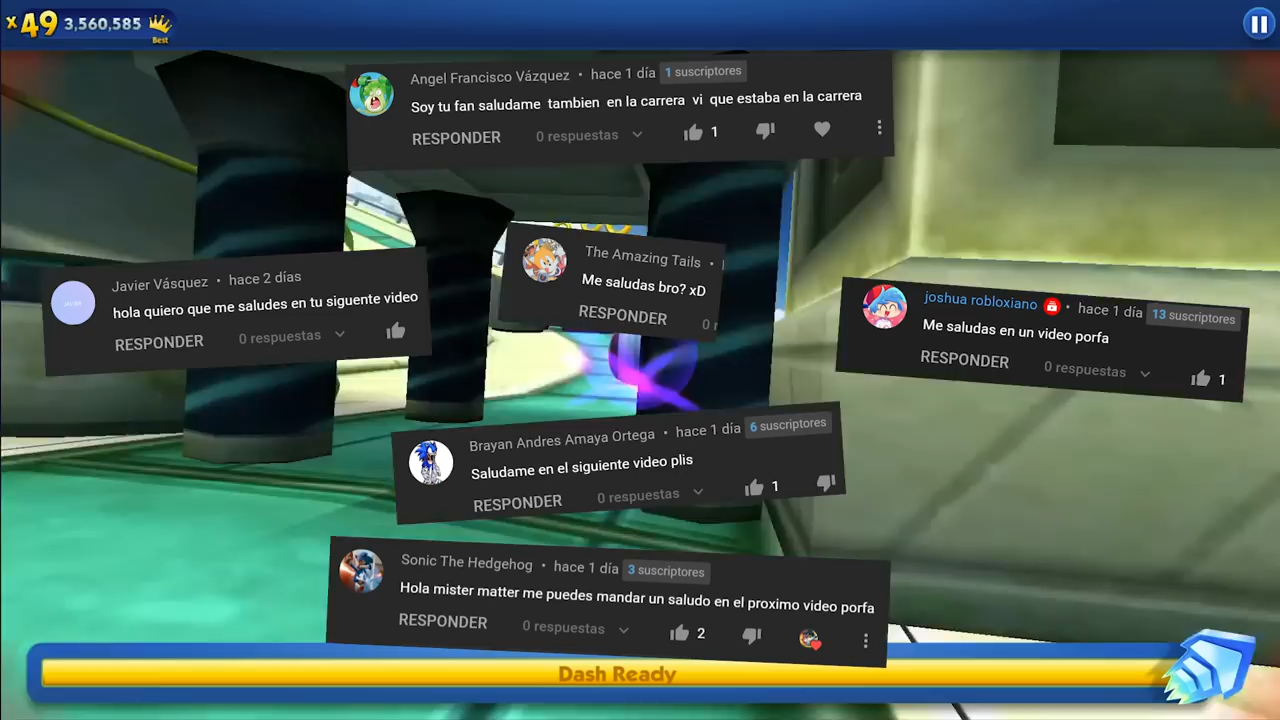 x49 3,560,585 Best
Angel Francisco Vázquez • hace 1 día 1 suscriptores
Soy tu fan saludame tambien en la carrera vi que estaba en la carrera
RESPONDER 0 respuestas 1
The Amazing Tails •
Me saludas bro? xD
RESPONDER 0
Javier Vásquez • hace 2 días
hola quiero que me saludes en tu siguente video
RESPONDER 0 respuestas
joshua robloxiano • hace 1 día 13 suscriptores
Me saludas en un video porfa
RESPONDER 0 respuestas 1
Brayan Andres Amaya Ortega • hace 1 día 6 suscriptores
Saludame en el siguiente video plis
RESPONDER 0 respuestas 1
Sonic The Hedgehog • hace 1 día 3 suscriptores
Hola mister matter me puedes mandar un saludo en el proximo video porfa
RESPONDER 0 respuestas 2
Dash Ready